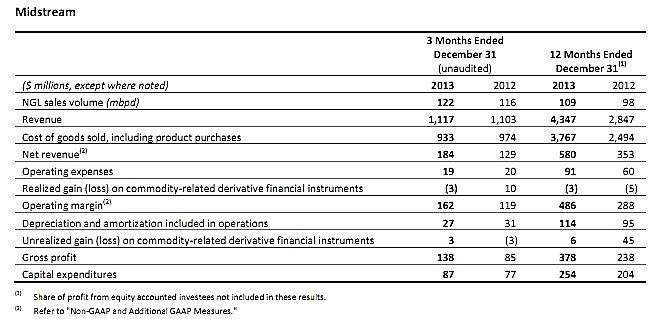 Midstream
3 Months Ended
December 31
(unaudited)
12 Months Ended
December 31(1)
($ millions, except where noted) 2013 2012 2013 2012
NGL sales volume (mbpd) 122 116 109 98
Revenue 1,117 1,103 4,347 2,847
Cost of goods sold, including product purchases 933 974 3,767 2,494
Net revenue(2) 184 129 580 353
Operating expenses 19 20 91 60
Realized gain (loss) on commodity-related derivative financial instruments (3) 10 (3) (5)
Operating margin(2) 162 119 486 288
Depreciation and amortization included in operations 27 31 114 95
Unrealized gain (loss) on commodity-related derivative financial instruments 3 (3) 6 45
Gross profit 138 85 378 238
Capital expenditures 87 77 254 204
(1) Share of profit from equity accounted investees not included in these results.
(2) Refer to "Non-GAAP and Additional GAAP Measures."